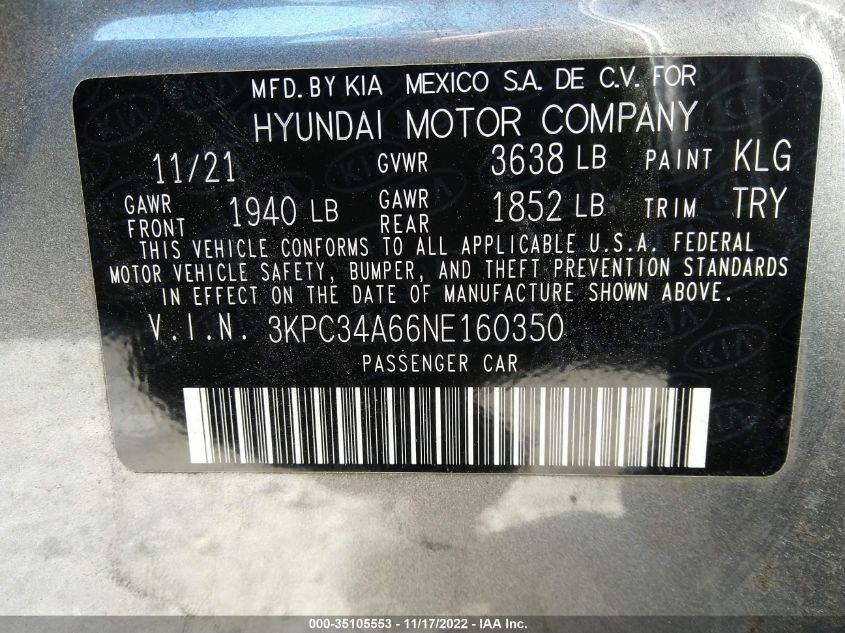 MFD. BY KIA MEXICO S.A. DE C.V. FOR
HYUNDAI MOTOR COMPANY
11/21 GVWR 3638 LB PAINT KLG
GAWR FRONT 1940 LB GAWR REAR 1852 LB TRIM TRY
THIS VEHICLE CONFORMS TO ALL APPLICABLE U.S.A. FEDERAL
MOTOR VEHICLE SAFETY, BUMPER, AND THEFT PREVENTION STANDARDS
IN EFFECT ON THE DATE OF MANUFACTURE SHOWN ABOVE.
V.I.N. 3KPC34A66NE160350
PASSENGER CAR
000-35105553 - 11/17/2022 - IAA Inc.